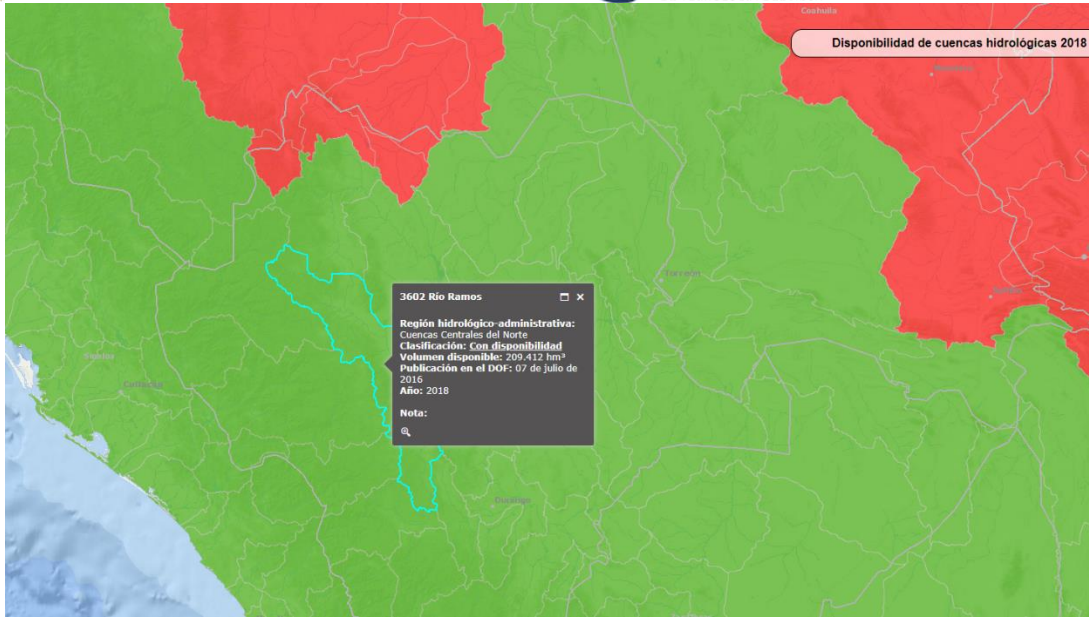 Coahuila
Disponibilidad de cuencas hidrológicas 2018
3602 Río Ramos
Región hidrológico-administrativa:
Cuencas Centrales del Norte
Clasificación: Con disponibilidad
Volumen disponible: 209.412 hm³
Publicación en el DOF: 07 de julio de
2016
Año: 2018
Nota:
Torreón
Sinaloa
Culiacán
Durango